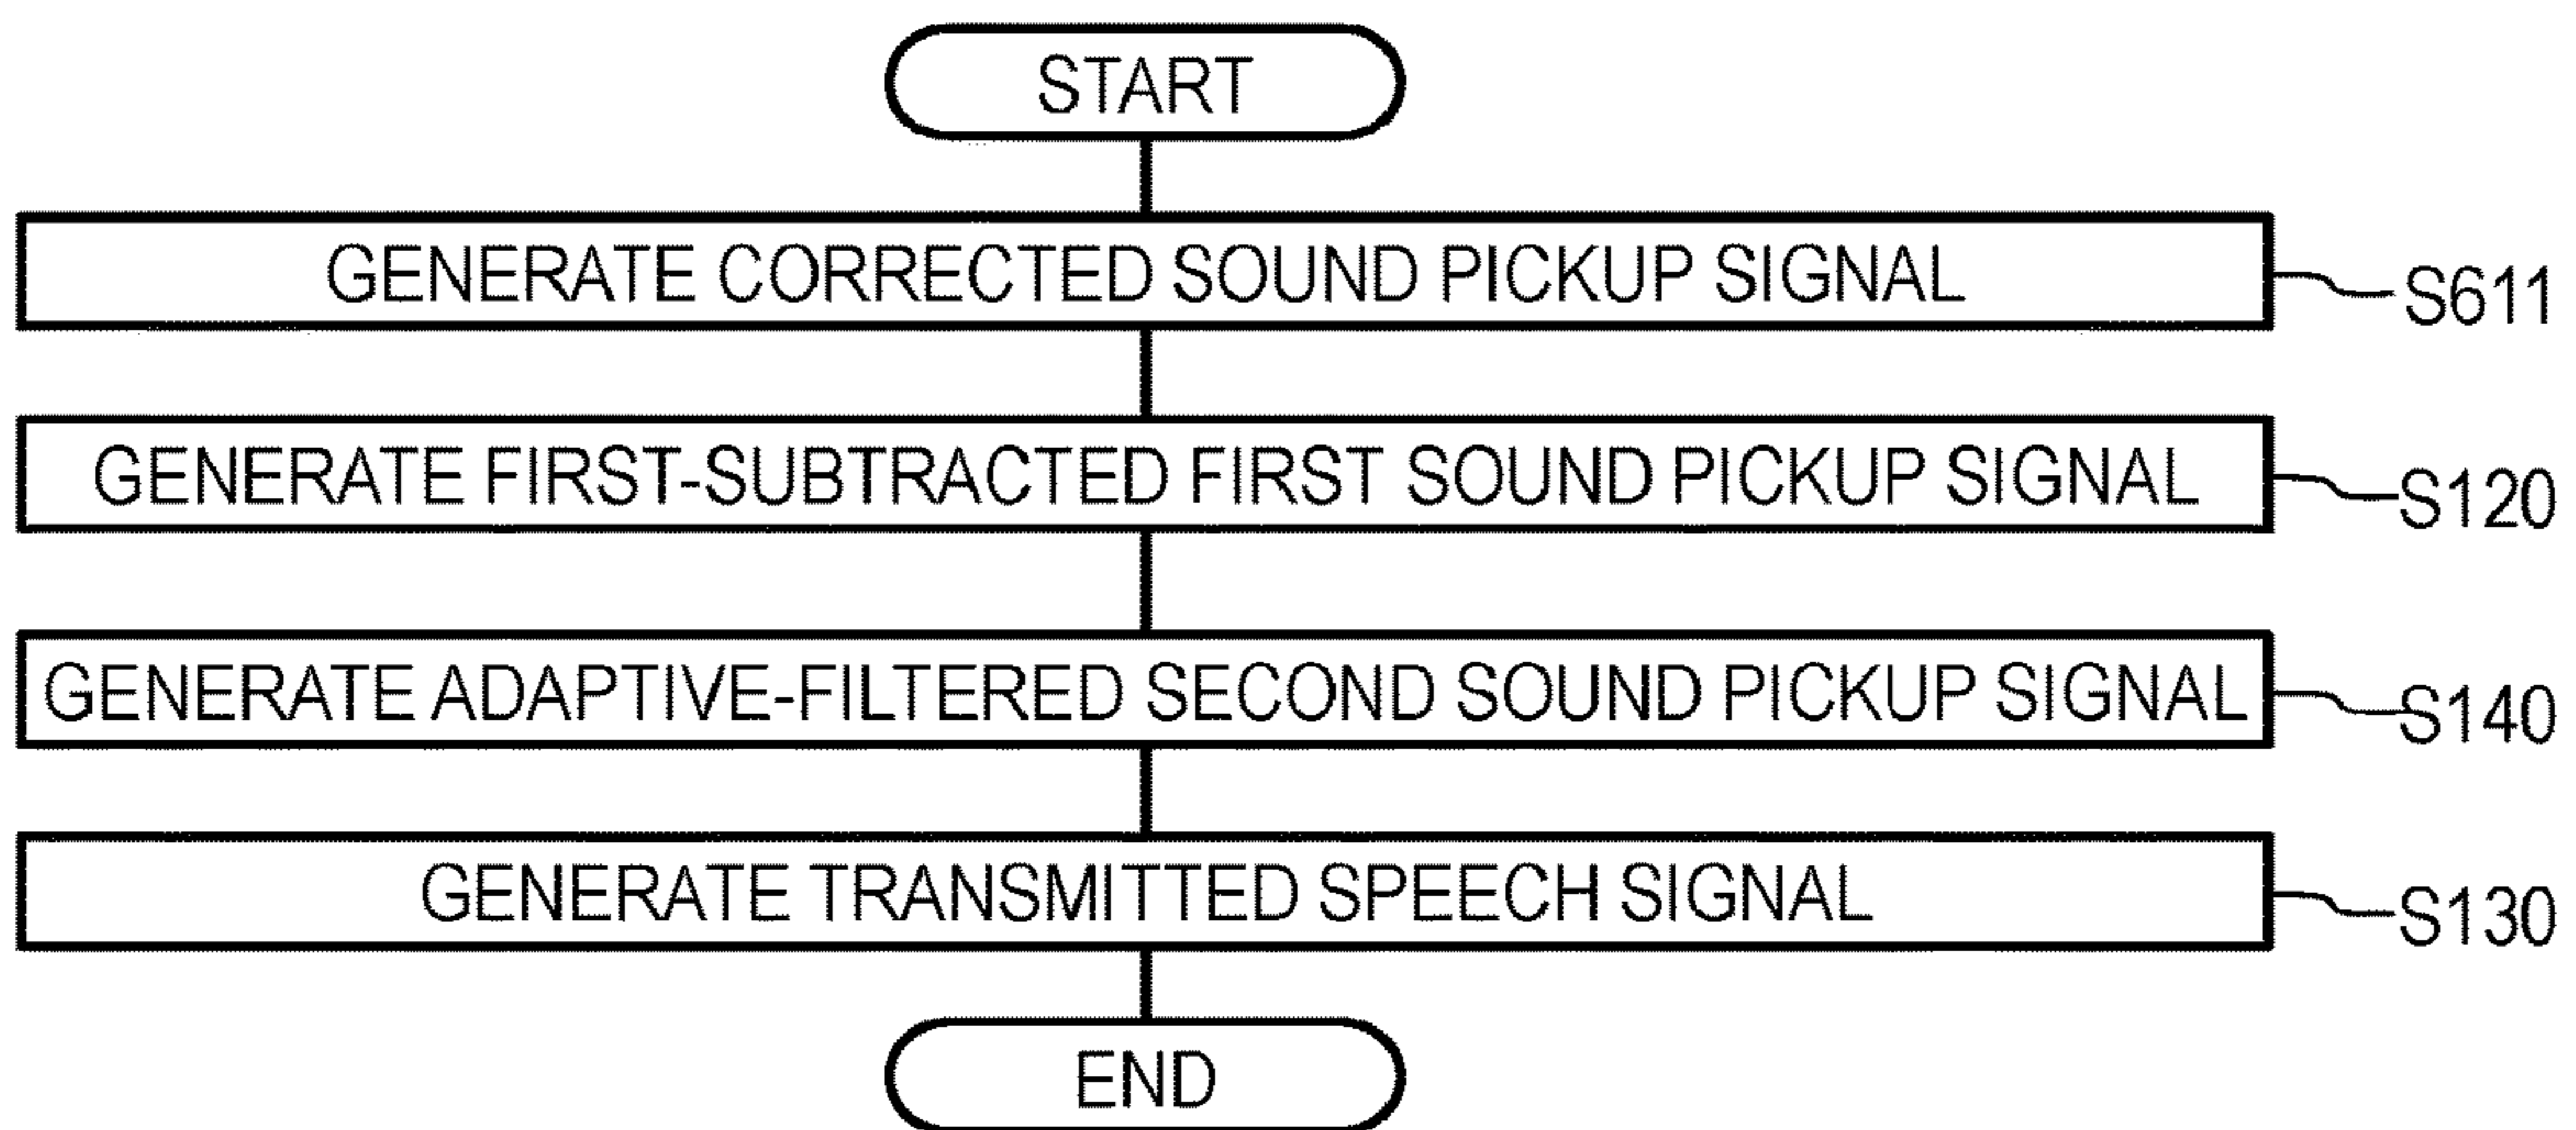 START
GENERATE CORRECTED SOUND PICKUP SIGNAL
S611
GENERATE FIRST-SUBTRACTED FIRST SOUND PICKUP SIGNAL
S120
GENERATE ADAPTIVE-FILTERED SECOND SOUND PICKUP SIGNAL
S140
GENERATE TRANSMITTED SPEECH SIGNAL
S130
END